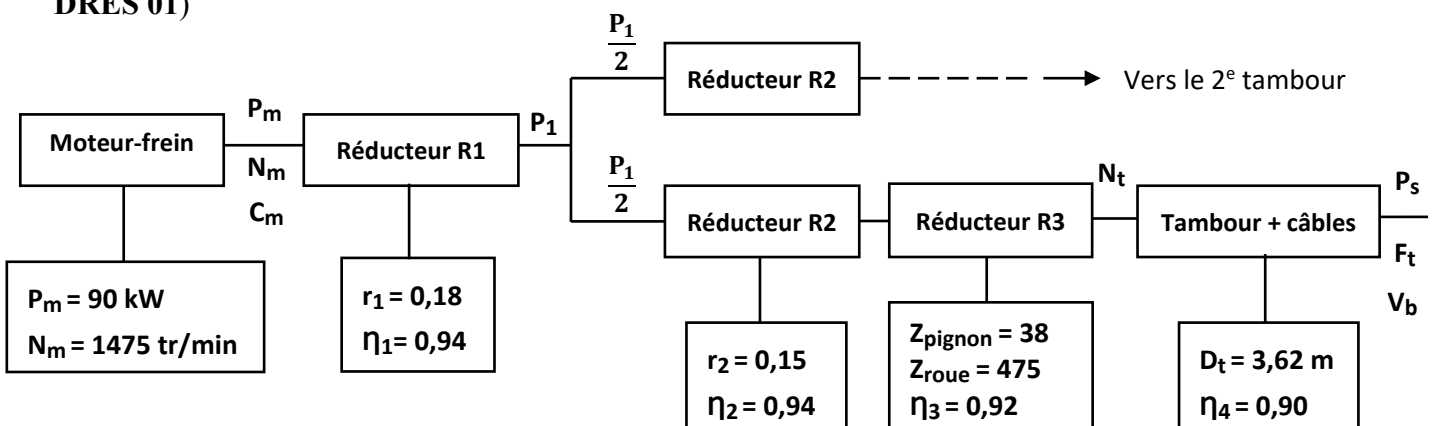 DRES 01)
P1
2
Réducteur R2
Vers le 2e tambour
Moteur-frein
Pm
Nm
Cm
Réducteur R1
P1
P1
2
Réducteur R2
Réducteur R3
Nt
Tambour + câbles
Ps
Ft
Vb
Pm = 90 kW
Nm = 1475 tr/min
r1 = 0,18
η1= 0,94
r2 = 0,15
η2 = 0,94
Zpignon = 38
Zroue = 475
η3 = 0,92
Dt = 3,62 m
η4 = 0,90